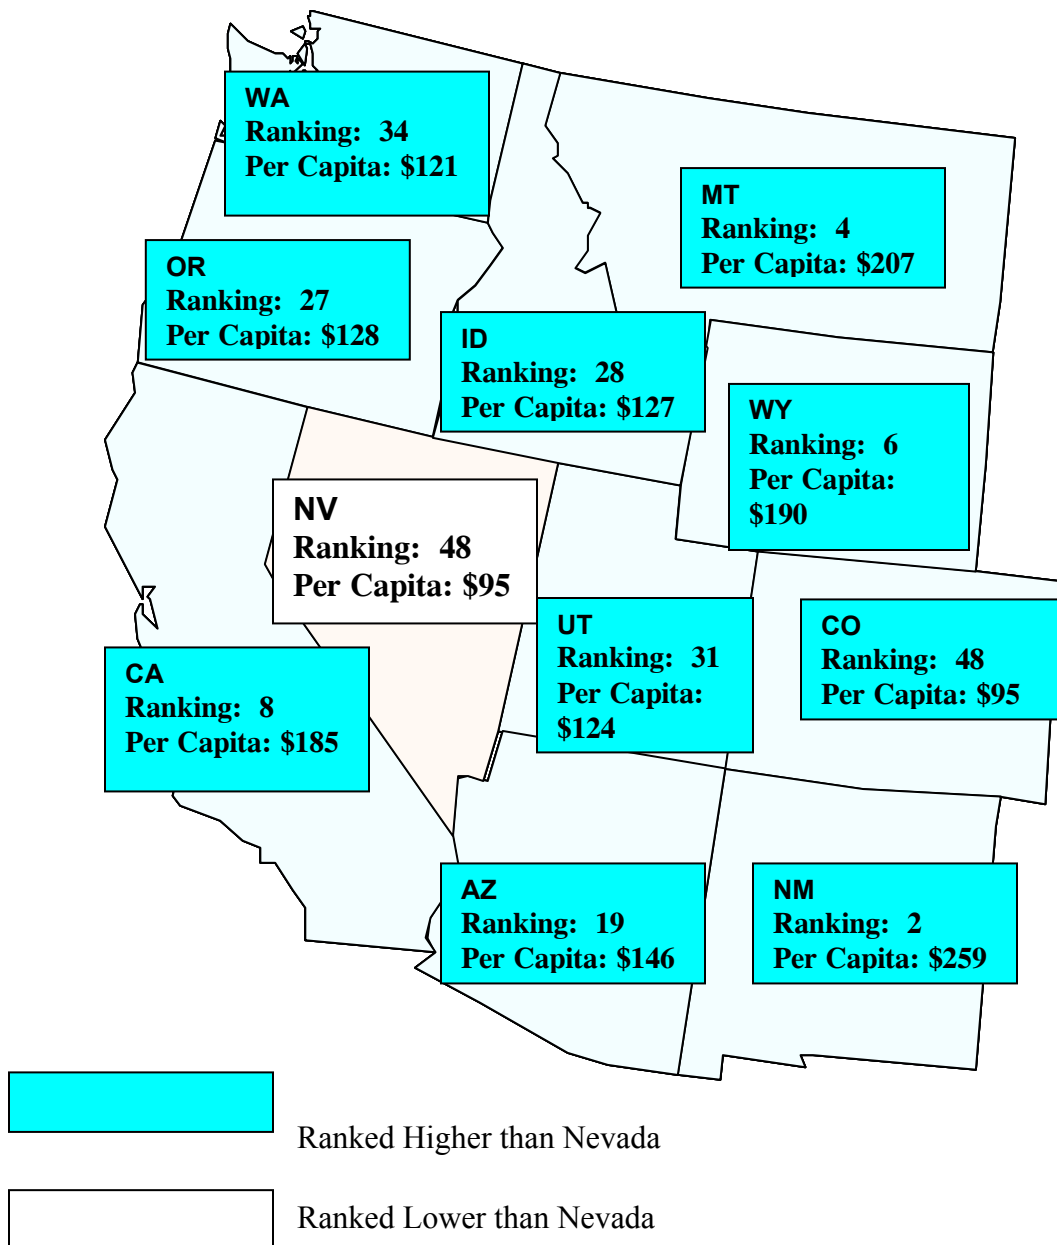 WA
Ranking: 34
Per Capita: $121
MT
Ranking: 4
Per Capita: $207
OR
Ranking: 27
Per Capita: $128
ID
Ranking: 28
Per Capita: $127
WY
Ranking: 6
Per Capita:
$190
NV
Ranking: 48
Per Capita: $95
UT
Ranking: 31
Per Capita:
$124
CO
Ranking: 48
Per Capita: $95
CA
Ranking: 8
Per Capita: $185
AZ
Ranking: 19
Per Capita: $146
NM
Ranking: 2
Per Capita: $259
Ranked Higher than Nevada
Ranked Lower than Nevada